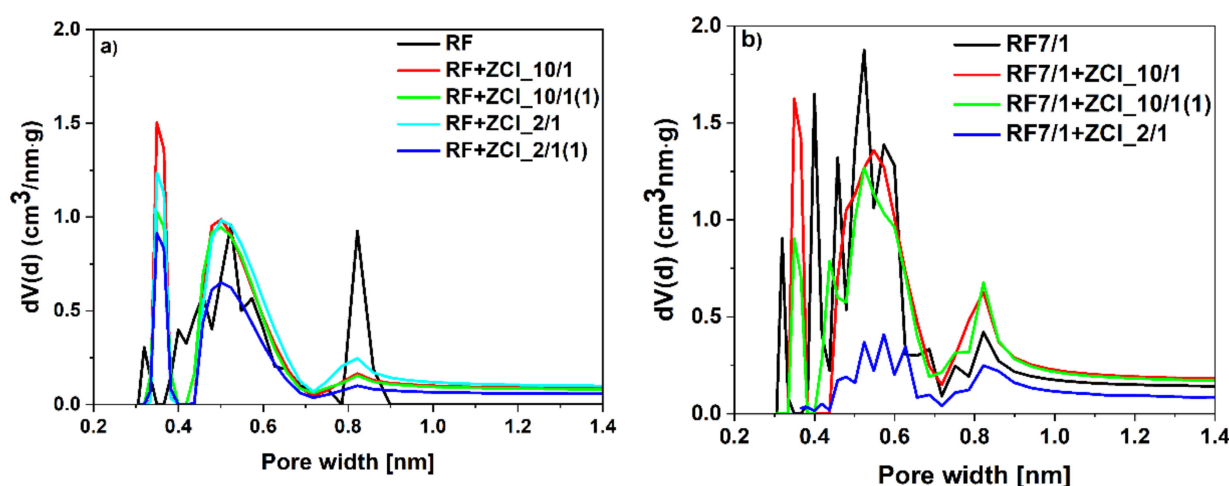 a)
RF
RF+ZCl_10/1
RF+ZCl_10/1(1)
RF+ZCl_2/1
RF+ZCl_2/1(1)
dV(d) (cm³/nm·g)
2.0
1.5
1.0
0.5
0.0
0.2 0.4 0.6 0.8 1.0 1.2 1.4
Pore width [nm]
b)
RF7/1
RF7/1+ZCl_10/1
RF7/1+ZCl_10/1(1)
RF7/1+ZCl_2/1
dV(d) (cm³nm·g)
2.0
1.5
1.0
0.5
0.0
0.2 0.4 0.6 0.8 1.0 1.2 1.4
Pore width [nm]